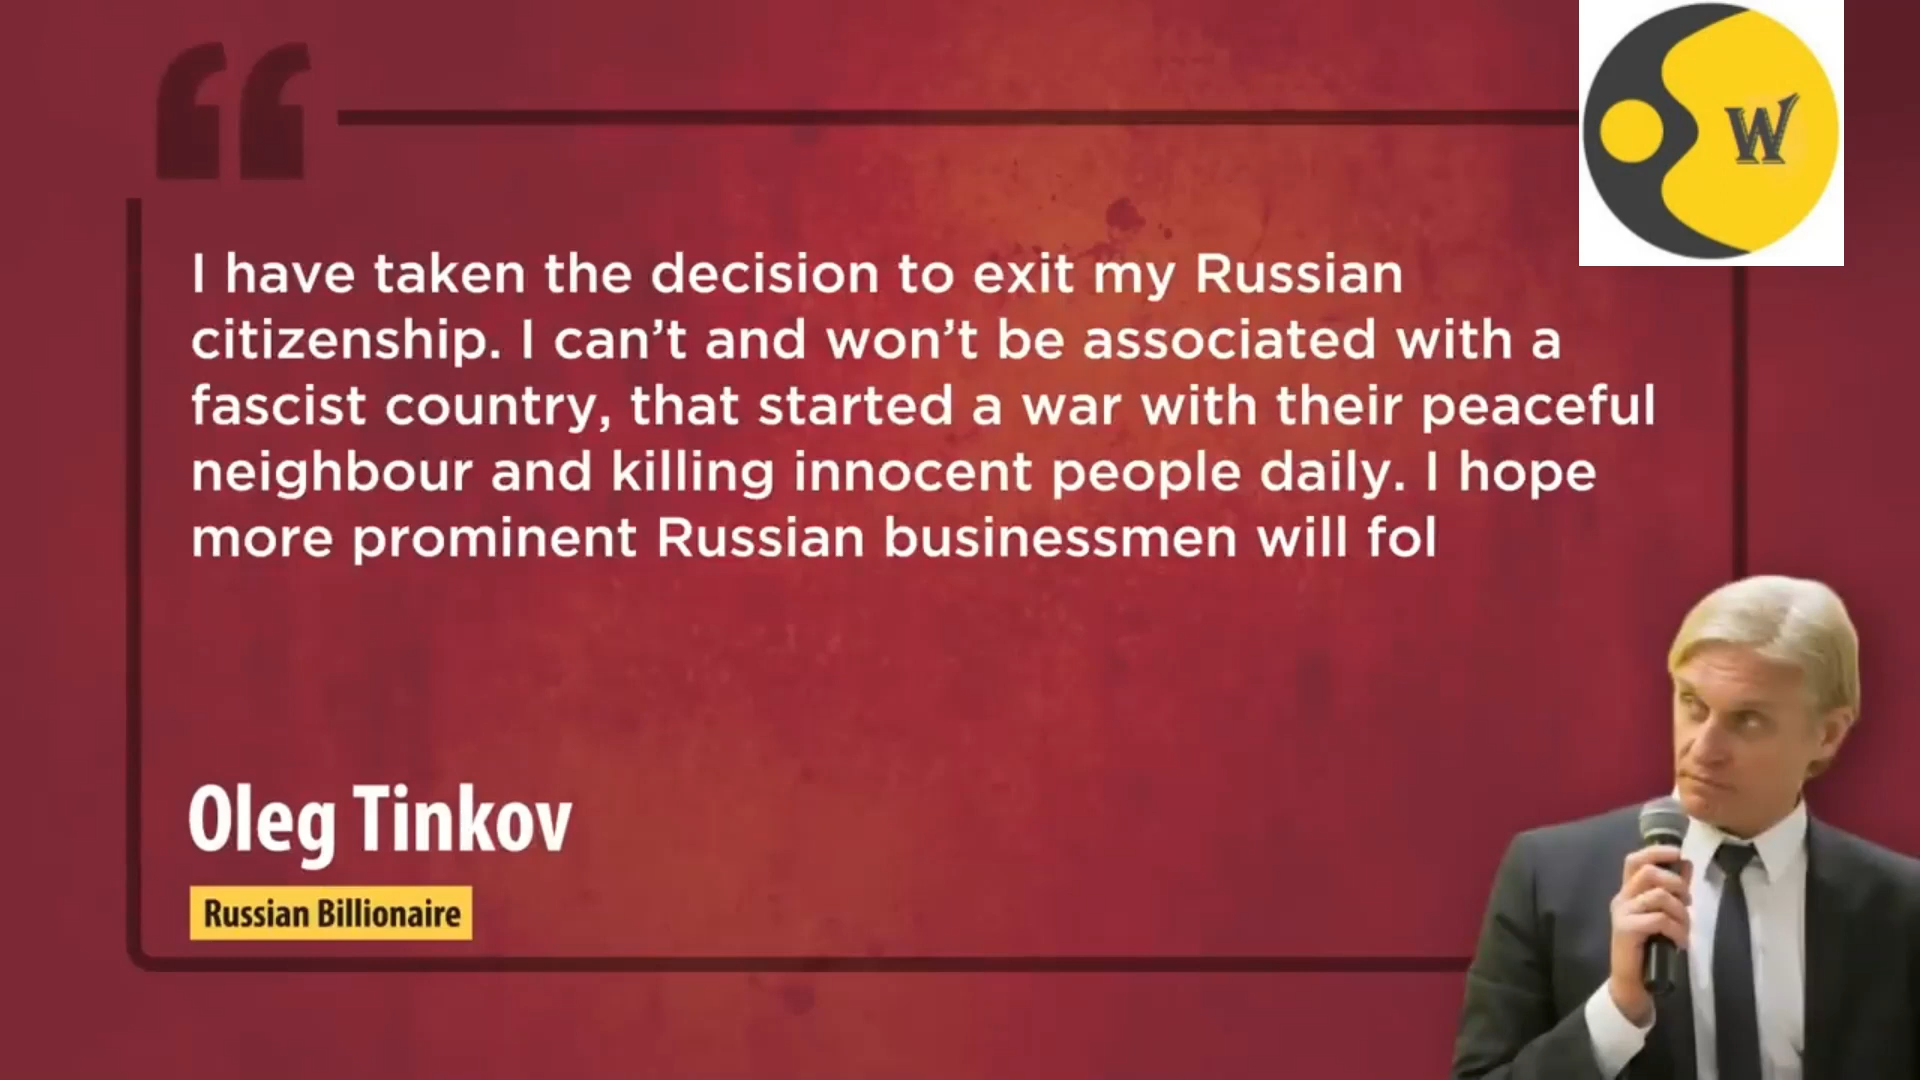 W
I have taken the decision to exit my Russian
citizenship. I can’t and won’t be associated with a
fascist country, that started a war with their peaceful
neighbour and killing innocent people daily. I hope
more prominent Russian businessmen will fol
Oleg Tinkov
Russian Billionaire